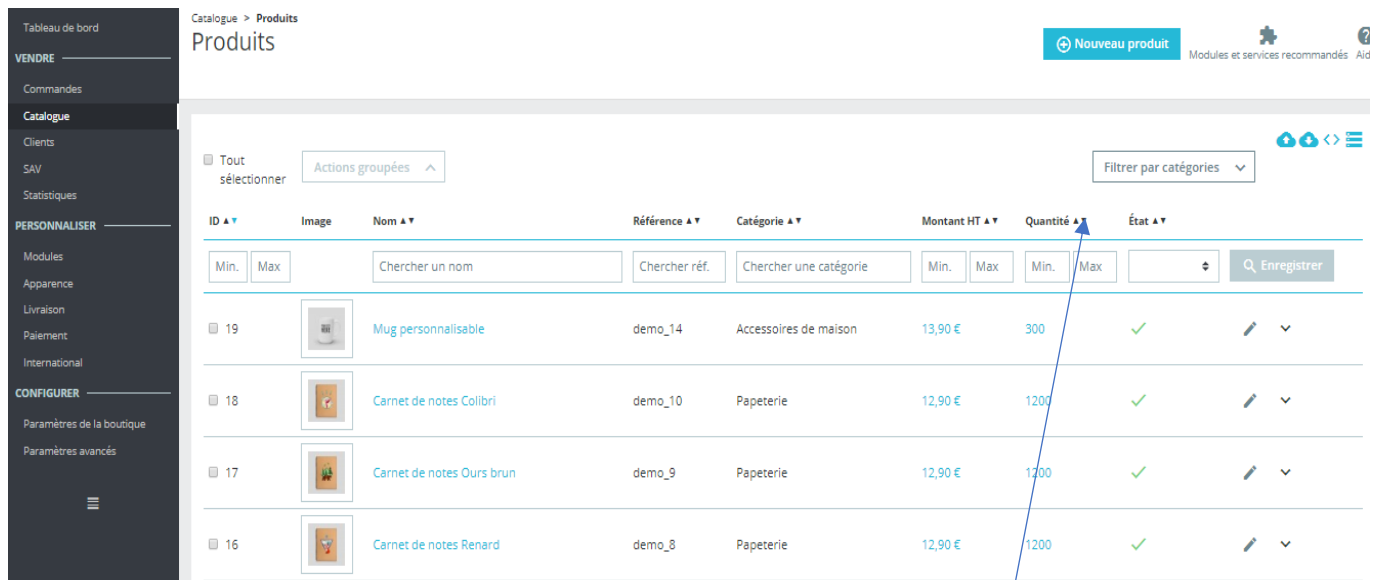 Tableau de bord
VENDRE
Commandes
Catalogue
Clients
SAV
Statistiques
PERSONNALISER
Modules
Apparence
Livraison
Paiement
International
CONFIGURER
Paramètres de la boutique
Paramètres avancés
Catalogue > Produits
Produits
Nouveau produit
Modules et services recommandés
Aid
Tout
sélectionner
Actions groupées
Filtrer par catégories
ID Image Nom Référence Catégorie Montant HT Quantité État
Min. Max Chercher un nom Chercher réf. Chercher une catégorie Min. Max Min. Max Enregistrer
19 Mug personnalisable demo_14 Accessoires de maison 13,90 € 300
18 Carnet de notes Colibri demo_10 Papeterie 12,90 € 1200
17 Carnet de notes Ours brun demo_9 Papeterie 12,90 € 1200
16 Carnet de notes Renard demo_8 Papeterie 12,90 € 1200